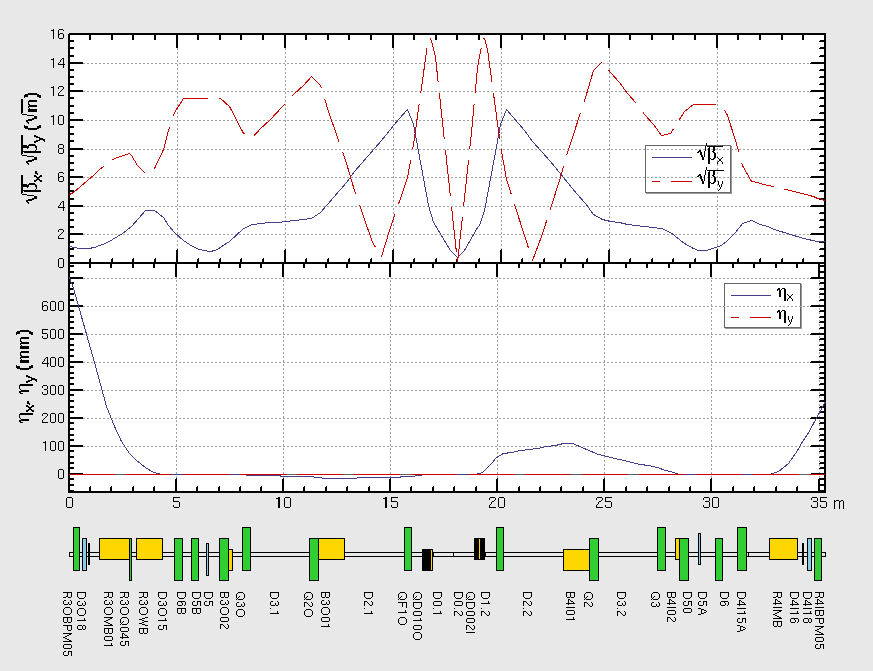 16
14
12
10
8
6
4
2
0
√βx, √βy (√m)
√βx
√βy
600
500
400
300
200
100
0
ηx, ηy (mm)
ηx
ηy
0 5 10 15 20 25 30 35 m
R3OBPM05
D3O18
R3OMB01
R3OQ045
R3OWB
D3O15
D6B
D5B
D5
B3O02
Q3O
D3.1
Q2O
B3O01
D2.1
QF1O
QD010O
D0.1
D0.2
QD002I
D1.2
D2.2
B4I01
Q2
D3.2
Q3
B4I02
D50
D5A
D6
D4I15A
R4IMB
D4I16
D4I18
R4IBPM05